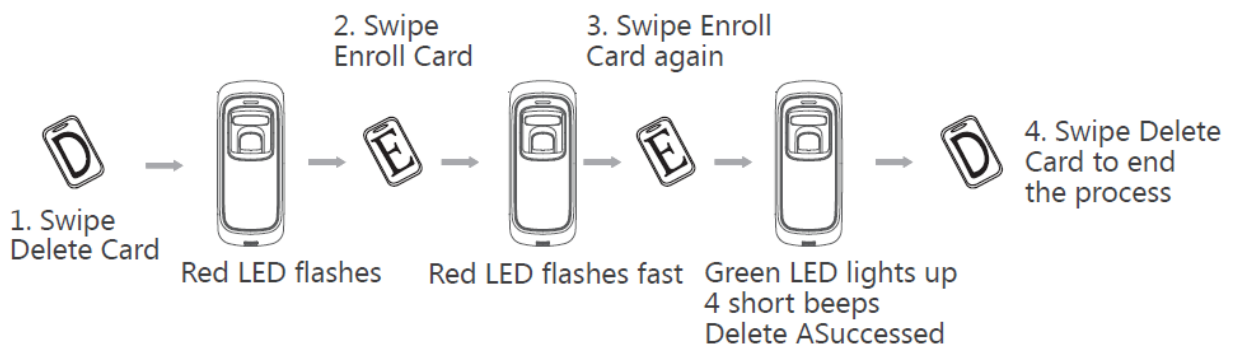 1. Swipe
Delete Card
D
Red LED flashes
2. Swipe
Enroll Card
E
Red LED flashes fast
3. Swipe Enroll
Card again
E
Green LED lights up
4 short beeps
Delete ASuccessed
D
4. Swipe Delete
Card to end
the process